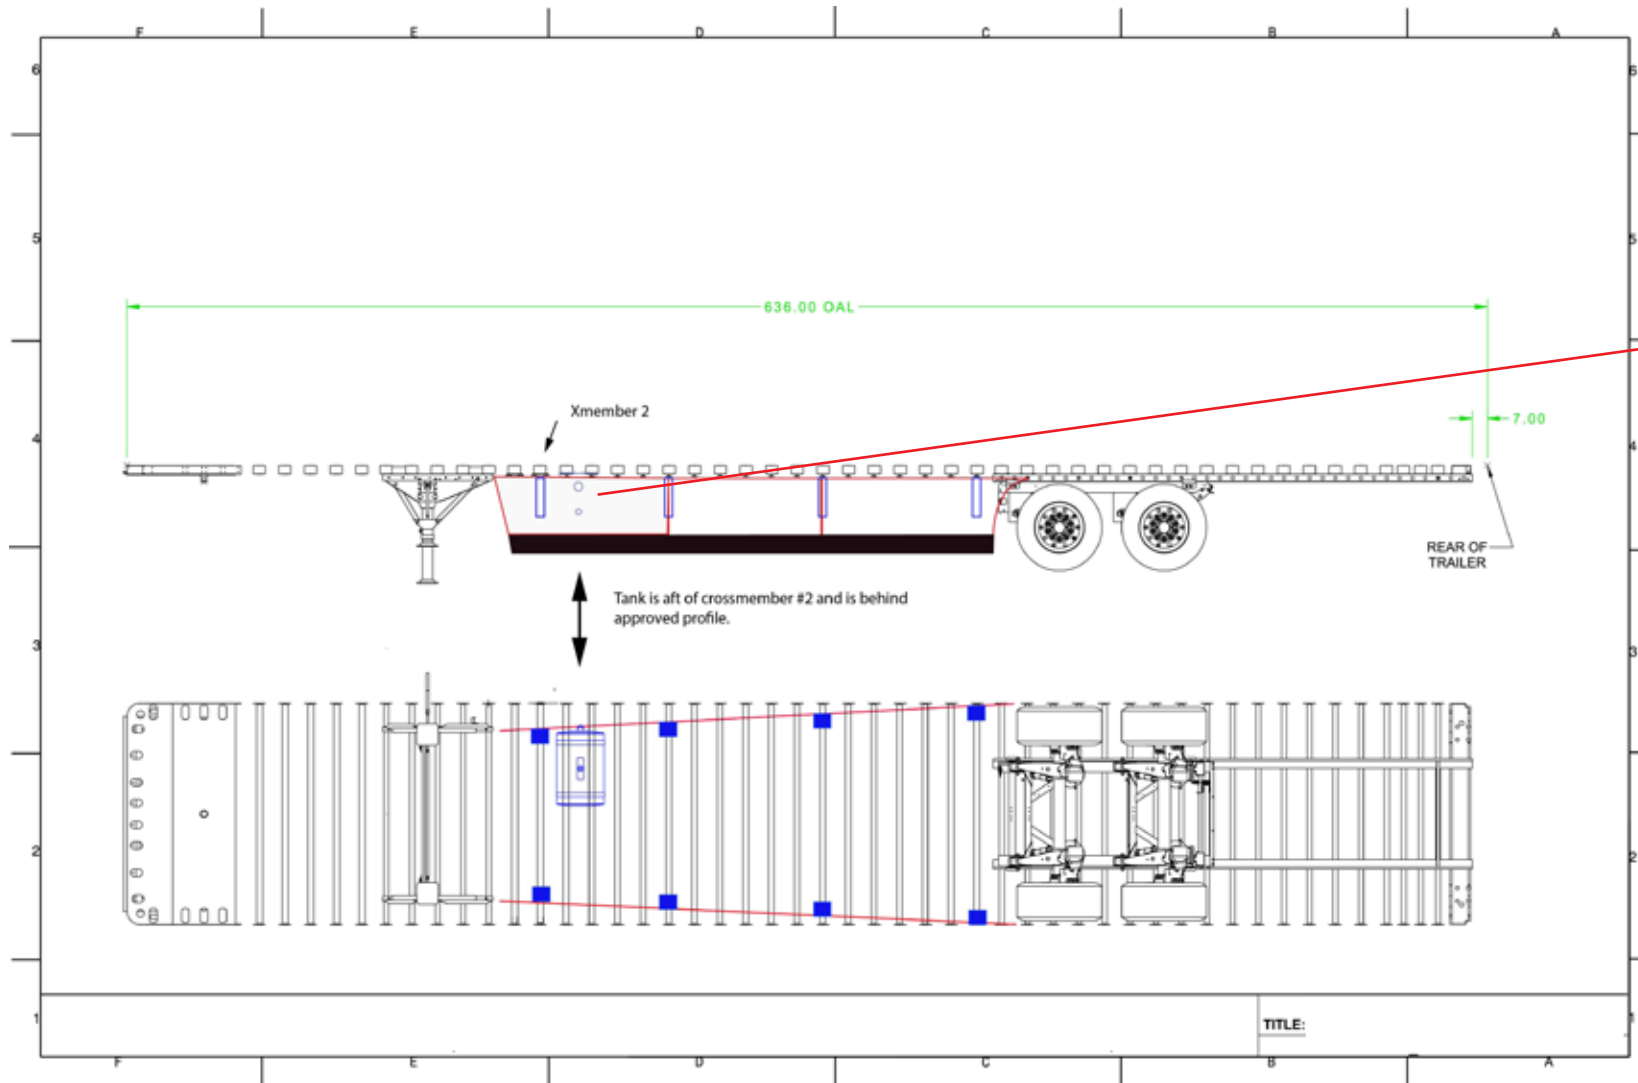 F E D C B A
6 6
5 5
636.00 OAL
7.00
Xmember 2
4 4
REAR OF
TRAILER
Tank is aft of crossmember #2 and is behind
approved profile.
3 3
2 2
1 1
TITLE:
F E D C B A